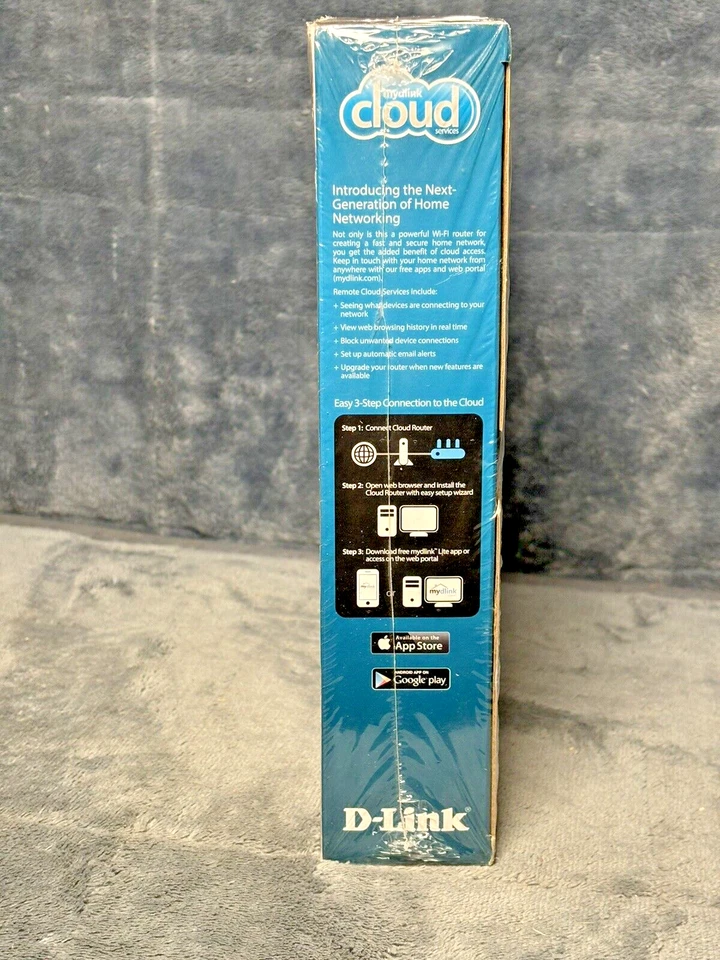 mydlink
cloud
services
Introducing the Next-
Generation of Home
Networking
Not only is this a powerful Wi-Fi router for
creating a fast and secure home network,
you get the added benefit of cloud access.
Keep in touch with your home network from
anywhere with our free apps and web portal
(mydlink.com).
Remote Cloud Services Include:
+ Seeing what devices are connecting to your
network
+ View web browsing history in real time
+ Block unwanted device connections
+ Set up automatic email alerts
+ Upgrade your router when new features are
available
Easy 3-Step Connection to the Cloud
Step 1: Connect Cloud Router
Step 2: Open web browser and install the
Cloud Router with easy setup wizard
Step 3: Download free mydlink™ Lite app or
access on the web portal
or
mydlink
Available on the
App Store
ANDROID APP ON
Google play
D-Link®